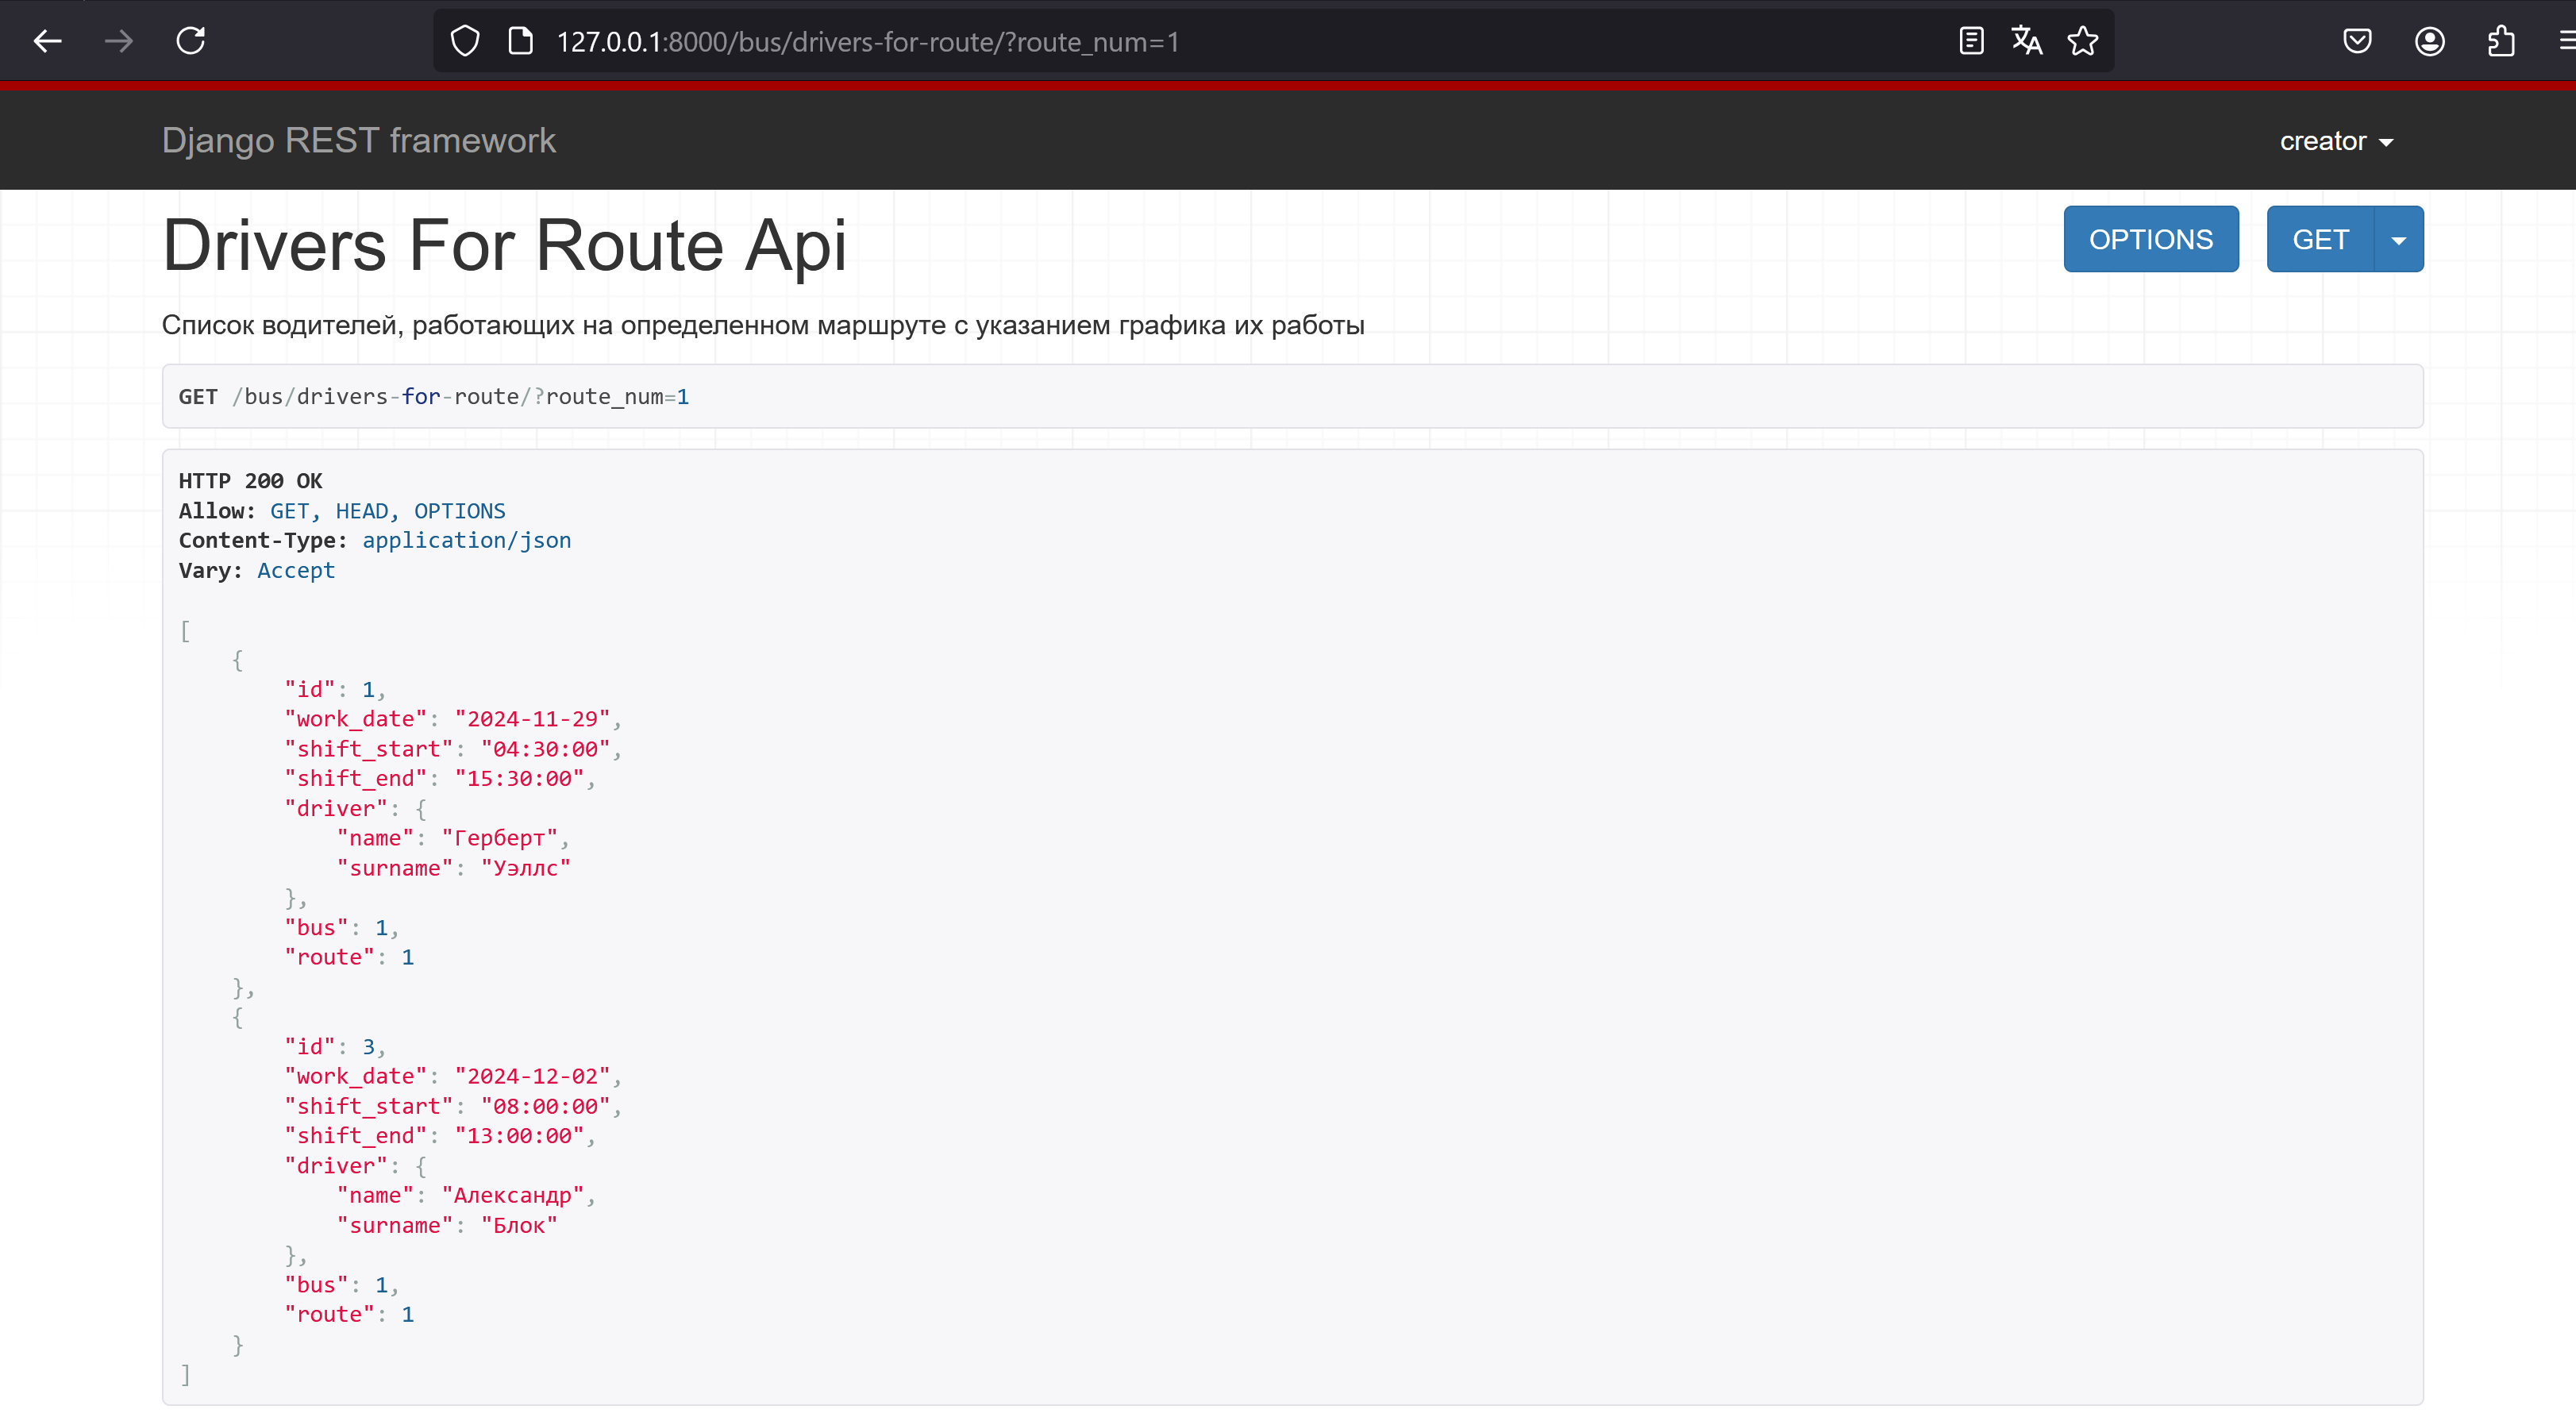 127.0.0.1:8000/bus/drivers-for-route/?route_num=1
Django REST framework
creator
Drivers For Route Api
OPTIONS
GET
Список водителей, работающих на определенном маршруте с указанием графика их работы
GET /bus/drivers-for-route/?route_num=1
HTTP 200 OK
Allow: GET, HEAD, OPTIONS
Content-Type: application/json
Vary: Accept
[
    {
        "id": 1,
        "work_date": "2024-11-29",
        "shift_start": "04:30:00",
        "shift_end": "15:30:00",
        "driver": {
            "name": "Герберт",
            "surname": "Уэллс"
        },
        "bus": 1,
        "route": 1
    },
    {
        "id": 3,
        "work_date": "2024-12-02",
        "shift_start": "08:00:00",
        "shift_end": "13:00:00",
        "driver": {
            "name": "Александр",
            "surname": "Блок"
        },
        "bus": 1,
        "route": 1
    }
]